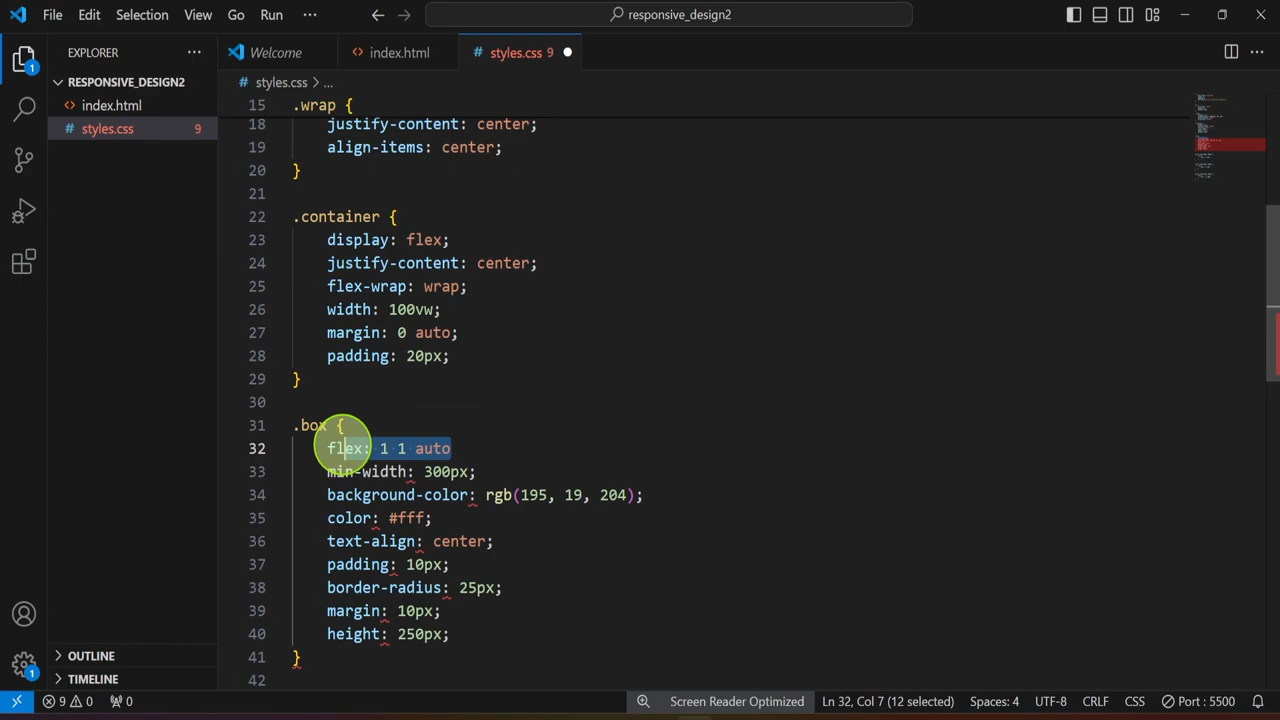 File Edit Selection View Go Run ··· responsive_design2
EXPLORER ···
Welcome
<> index.html
# styles.css 9
RESPONSIVE_DESIGN2
# styles.css > ...
<> index.html
# styles.css 9
15 .wrap {
18 justify-content: center;
19 align-items: center;
20 }
21
22 .container {
23 display: flex;
24 justify-content: center;
25 flex-wrap: wrap;
26 width: 100vw;
27 margin: 0 auto;
28 padding: 20px;
29 }
30
31 .box {
32 flex: 1 1 auto
33 min-width: 300px;
34 background-color: rgb(195, 19, 204);
35 color: #fff;
36 text-align: center;
37 padding: 10px;
38 border-radius: 25px;
39 margin: 10px;
40 height: 250px;
41 }
42
1
1
OUTLINE
TIMELINE
9 0 0 Screen Reader Optimized Ln 32, Col 7 (12 selected) Spaces: 4 UTF-8 CRLF CSS Port : 5500